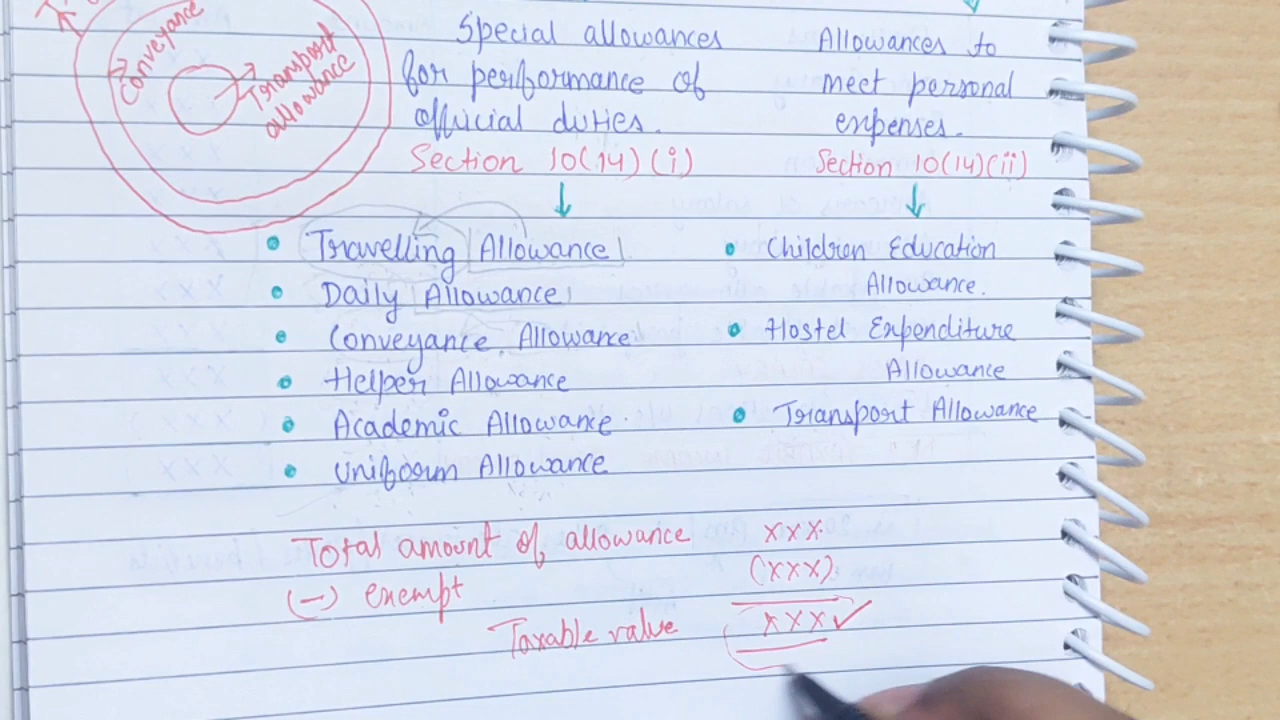 Conveyance
Transport
allowance
Special allowances
for performance of
official duties.
Section 10(14) (i)
Allowances to
meet personal
expenses.
Section 10(14)(ii)
• Travelling Allowance
• Daily Allowance
• Conveyance Allowance
• Helper Allowance
• Academic Allowance
• Uniform Allowance
• Children Education
Allowance.
• Hostel Expenditure
Allowance
• Transport Allowance
Total amount of allowance xxx
(–) exempt (xxx)
Taxable value xxx ✓